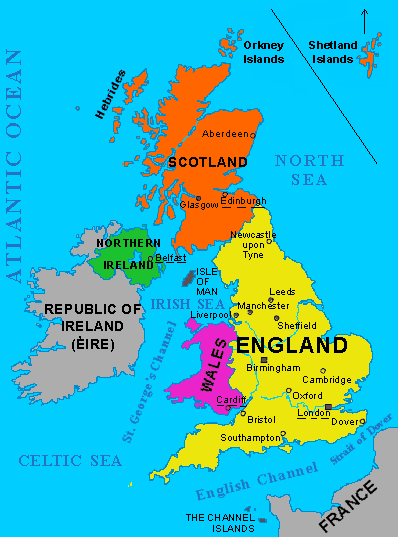 Orkney
Islands
Shetland
Islands
Hebrides
ATLANTIC OCEAN
Aberdeen
SCOTLAND
NORTH
SEA
Glasgow
Edinburgh
Newcastle
upon
Tyne
NORTHERN
IRELAND
Belfast
ISLE
OF
MAN
IRISH SEA
REPUBLIC OF
IRELAND
(ÈIRE)
Leeds
Manchester
Liverpool
Sheffield
ENGLAND
WALES
Birmingham
St. George's Channel
Cambridge
Oxford
Cardiff
London
Bristol
Dover
Southampton
Strait of Dover
CELTIC SEA
English Channel
FRANCE
THE CHANNEL
ISLANDS